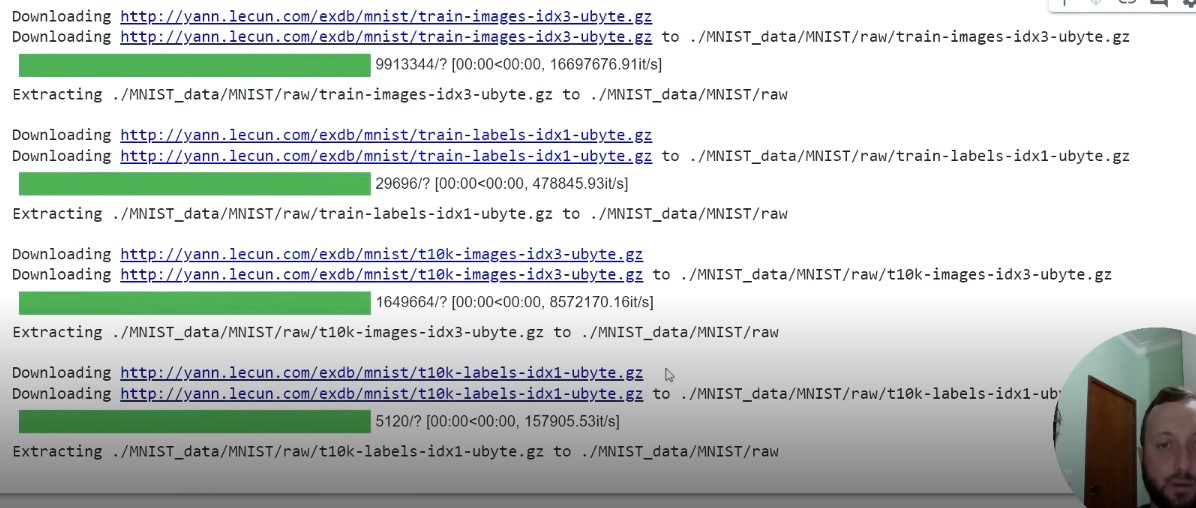 Downloading http://yann.lecun.com/exdb/mnist/train-images-idx3-ubyte.gz
Downloading http://yann.lecun.com/exdb/mnist/train-images-idx3-ubyte.gz to ./MNIST_data/MNIST/raw/train-images-idx3-ubyte.gz
9913344/? [00:00<00:00, 16697676.91it/s]
Extracting ./MNIST_data/MNIST/raw/train-images-idx3-ubyte.gz to ./MNIST_data/MNIST/raw
Downloading http://yann.lecun.com/exdb/mnist/train-labels-idx1-ubyte.gz
Downloading http://yann.lecun.com/exdb/mnist/train-labels-idx1-ubyte.gz to ./MNIST_data/MNIST/raw/train-labels-idx1-ubyte.gz
29696/? [00:00<00:00, 478845.93it/s]
Extracting ./MNIST_data/MNIST/raw/train-labels-idx1-ubyte.gz to ./MNIST_data/MNIST/raw
Downloading http://yann.lecun.com/exdb/mnist/t10k-images-idx3-ubyte.gz
Downloading http://yann.lecun.com/exdb/mnist/t10k-images-idx3-ubyte.gz to ./MNIST_data/MNIST/raw/t10k-images-idx3-ubyte.gz
1649664/? [00:00<00:00, 8572170.16it/s]
Extracting ./MNIST_data/MNIST/raw/t10k-images-idx3-ubyte.gz to ./MNIST_data/MNIST/raw
Downloading http://yann.lecun.com/exdb/mnist/t10k-labels-idx1-ubyte.gz
Downloading http://yann.lecun.com/exdb/mnist/t10k-labels-idx1-ubyte.gz to ./MNIST_data/MNIST/raw/t10k-labels-idx1-ub
5120/? [00:00<00:00, 157905.53it/s]
Extracting ./MNIST_data/MNIST/raw/t10k-labels-idx1-ubyte.gz to ./MNIST_data/MNIST/raw